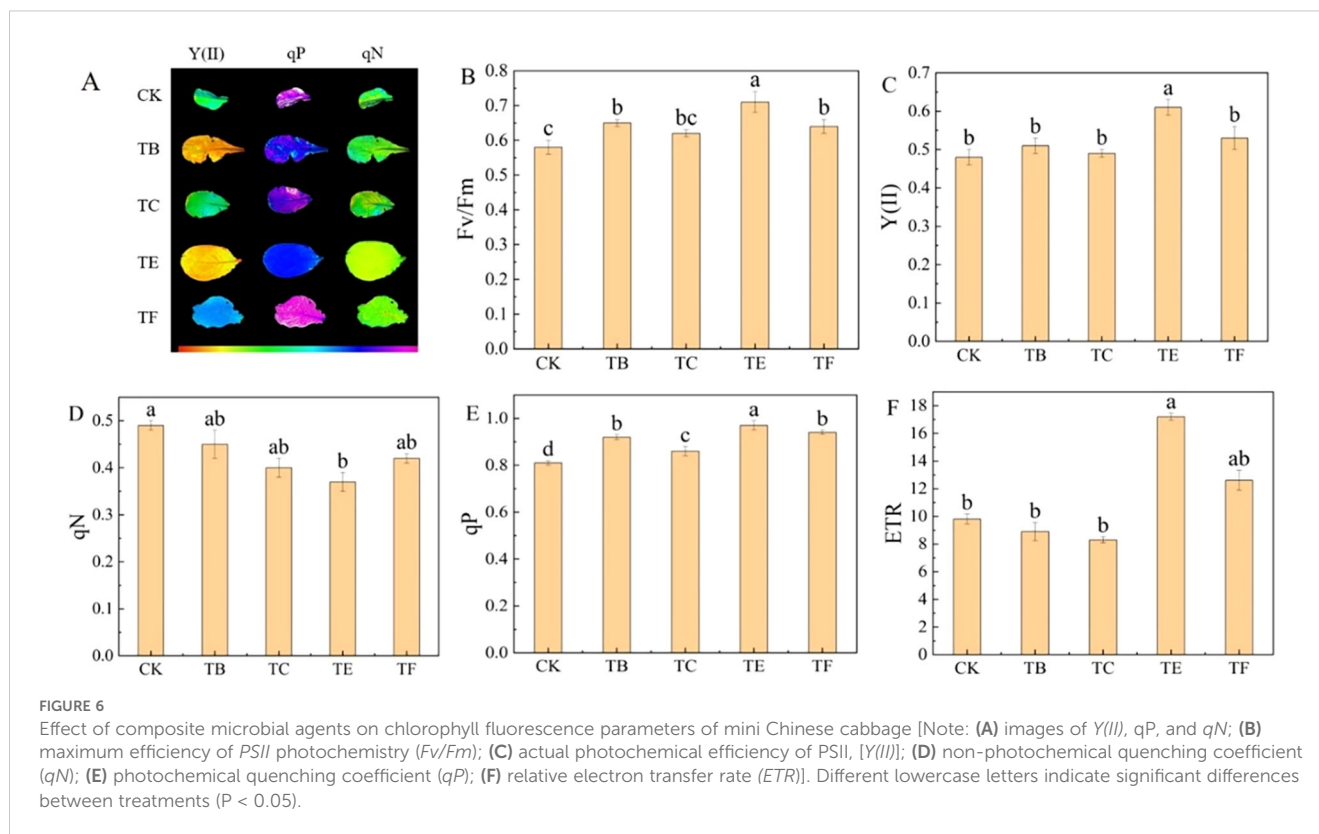 A
Y(II) qP qN
CK
TB
TC
TE
TF
B
Fv/Fm
0.8
0.7
0.6
0.5
0.4
0.3
0.2
0.1
0.0
c b bc a b
CK TB TC TE TF
C
Y(II)
0.7
0.6
0.5
0.4
0.3
0.2
0.1
0.0
b b b a b
CK TB TC TE TF
D
qN
0.5
0.4
0.3
0.2
0.1
0.0
a ab ab b ab
CK TB TC TE TF
E
qP
1.0
0.8
0.6
0.4
0.2
0.0
d b c a b
CK TB TC TE TF
F
ETR
18
16
14
12
10
8
6
4
2
0
b b b a ab
CK TB TC TE TF
FIGURE 6
Effect of composite microbial agents on chlorophyll fluorescence parameters of mini Chinese cabbage [Note: (A) images of Y(II), qP, and qN; (B)
maximum efficiency of PSII photochemistry (Fv/Fm); (C) actual photochemical efficiency of PSII, [Y(II)]; (D) non-photochemical quenching coefficient
(qN); (E) photochemical quenching coefficient (qP); (F) relative electron transfer rate (ETR)]. Different lowercase letters indicate significant differences
between treatments (P < 0.05).